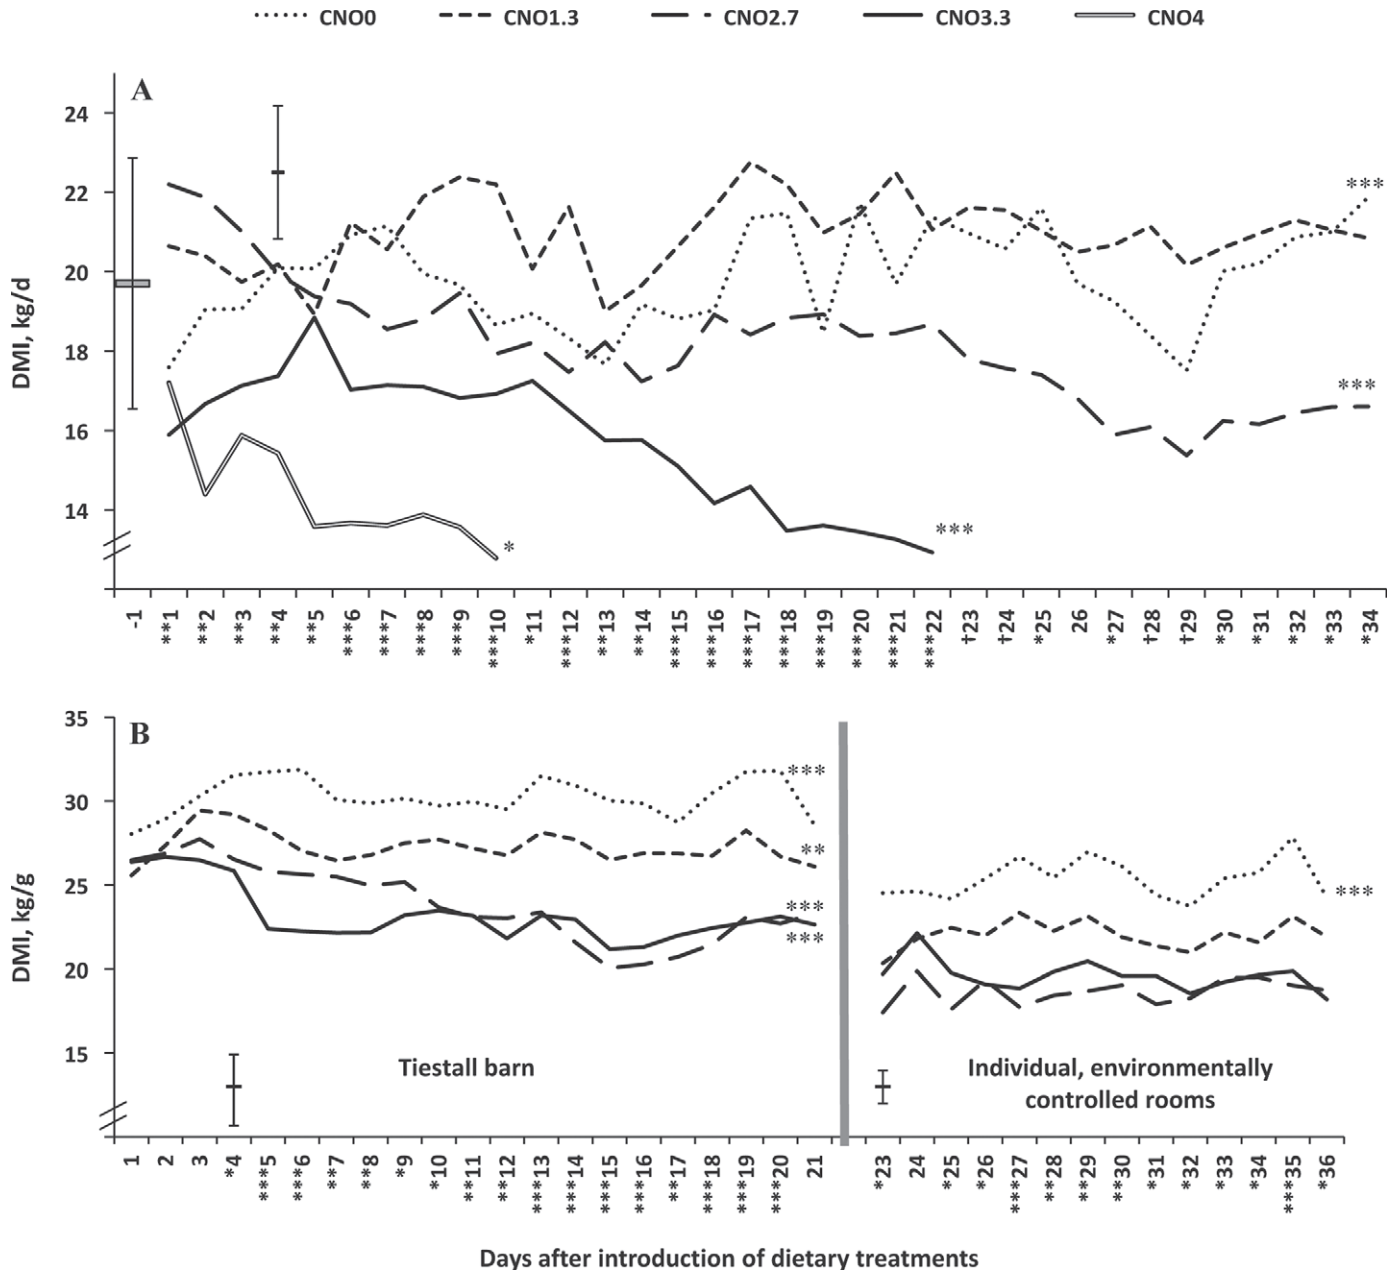 CNO0 CNO1.3 CNO2.7 CNO3.3 CNO4
A
24
22
20
18
16
14
DMI, kg/d
***
***
***
*
-1 **1 **2 **3 **4 **5 ***6 ***7 ***8 ***9 ***10 *11 ***12 **13 **14 ***15 ***16 ***17 ***18 ***19 ***20 ***21 ***22 †23 †24 *25 26 *27 †28 †29 *30 *31 *32 *33 *34
B
35
30
25
20
15
DMI, kg/g
***
**
***
***
***
Tiestall barn
Individual, environmentally
controlled rooms
1 2 3 *4 ***5 ***6 **7 **8 *9 *10 **11 **12 ***13 ***14 ***15 ***16 **17 ***18 ***19 ***20 21 *23 24 *25 *26 ***27 **28 **29 **30 *31 *32 *33 *34 ***35 *36
Days after introduction of dietary treatments